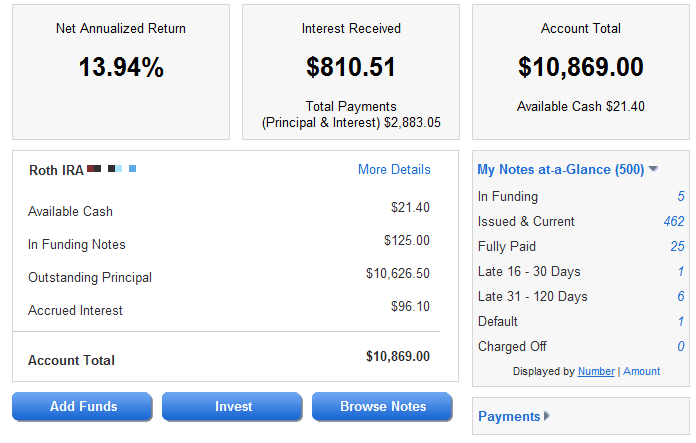 Net Annualized Return
13.94%
Interest Received
$810.51
Total Payments
(Principal & Interest) $2,883.05
Account Total
$10,869.00
Available Cash $21.40
Roth IRA
More Details
Available Cash $21.40
In Funding Notes $125.00
Outstanding Principal $10,626.50
Accrued Interest $96.10
Account Total $10,869.00
Add Funds
Invest
Browse Notes
My Notes at-a-Glance (500)
In Funding 5
Issued & Current 462
Fully Paid 25
Late 16 - 30 Days 1
Late 31 - 120 Days 6
Default 1
Charged Off 0
Displayed by Number | Amount
Payments